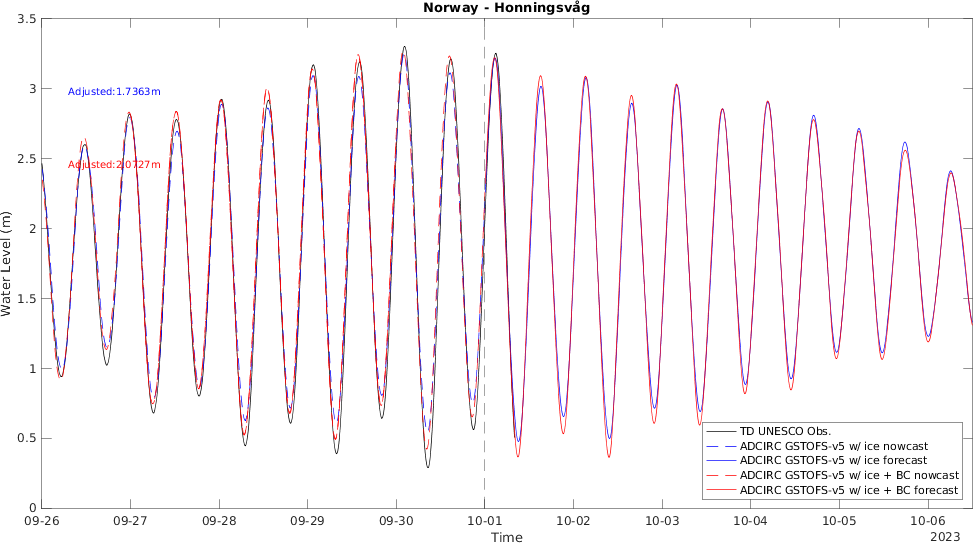 Norway - Honningsvåg
3.5
3
2.5
2
1.5
1
0.5
0
Water Level (m)
Adjusted:1.7363m
Adjusted:2.0727m
TD UNESCO Obs.
ADCIRC GSTOFS-v5 w/ ice nowcast
ADCIRC GSTOFS-v5 w/ ice forecast
ADCIRC GSTOFS-v5 w/ ice + BC nowcast
ADCIRC GSTOFS-v5 w/ ice + BC forecast
09-26 09-27 09-28 09-29 09-30 10-01 10-02 10-03 10-04 10-05 10-06
Time
2023